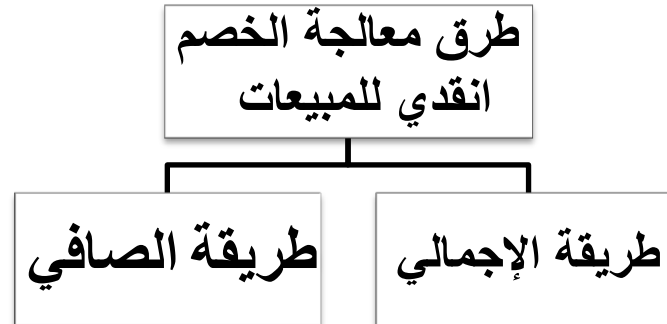 طرق معالجة الخصم
انقدي للمبيعات
طريقة الإجمالي
طريقة الصافي